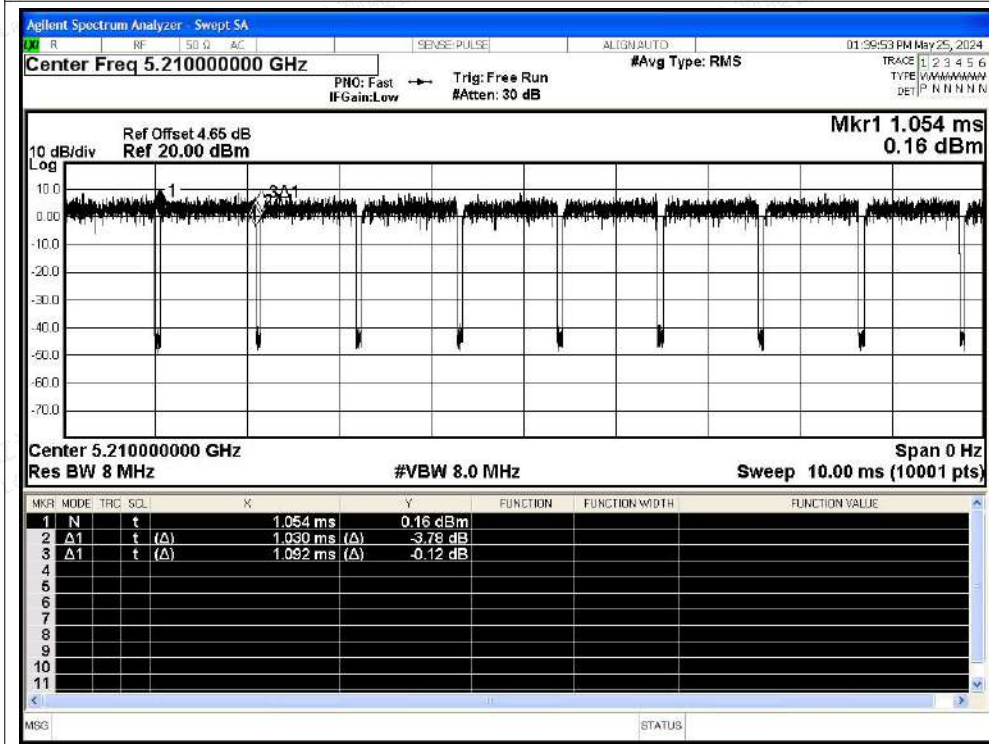 Agilent Spectrum Analyzer - Swept SA
LXI R RF 50 Ω AC SENSE:PULSE ALIGN AUTO 01:39:53 PM May 25, 2024
Center Freq 5.210000000 GHz #Avg Type: RMS TRACE 1 2 3 4 5 6
PNO: Fast Trig: Free Run TYPE
IFGain:Low #Atten: 30 dB DET P N N N N N
Mkr1 1.054 ms
Ref Offset 4.65 dB
10 dB/div Ref 20.00 dBm 0.16 dBm
Log
10.0
1
3Δ1
0.00
-10.0
-20.0
-30.0
-40.0
-50.0
-60.0
-70.0
Center 5.210000000 GHz Span 0 Hz
Res BW 8 MHz #VBW 8.0 MHz Sweep 10.00 ms (10001 pts)
MKR MODE TRC SCL X Y FUNCTION FUNCTION WIDTH FUNCTION VALUE
1 N t 1.054 ms 0.16 dBm
2 Δ1 t (Δ) 1.030 ms (Δ) -3.78 dB
3 Δ1 t (Δ) 1.092 ms (Δ) -0.12 dB
4
5
6
7
8
9
10
11
MSG STATUS